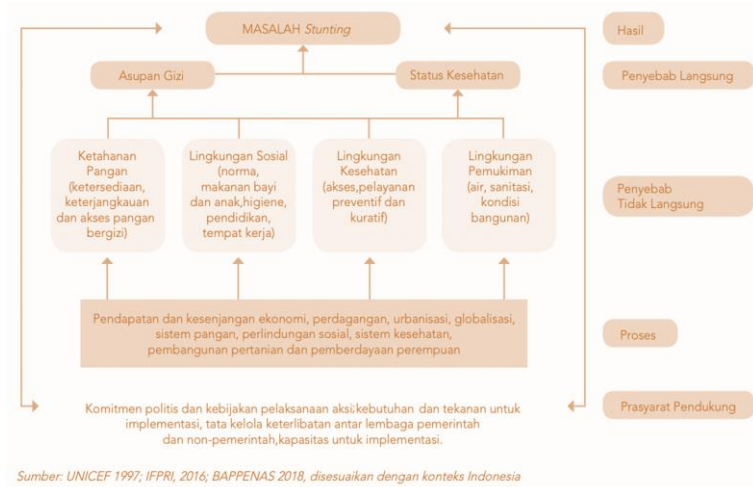 MASALAH Stunting
Hasil
Asupan Gizi
Status Kesehatan
Penyebab Langsung
Ketahanan
Pangan
(ketersediaan,
keterjangkauan
dan akses pangan
bergizi)
Lingkungan Sosial
(norma,
makanan bayi
dan anak,higiene,
pendidikan,
tempat kerja)
Lingkungan
Kesehatan
(akses,pelayanan
preventif dan
kuratif)
Lingkungan
Pemukiman
(air, sanitasi,
kondisi
bangunan)
Penyebab
Tidak Langsung
Pendapatan dan kesenjangan ekonomi, perdagangan, urbanisasi, globalisasi,
sistem pangan, perlindungan sosial, sistem kesehatan,
pembangunan pertanian dan pemberdayaan perempuan
Proses
Komitmen politis dan kebijakan pelaksanaan aksi:kebutuhan dan tekanan untuk
implementasi, tata kelola keterlibatan antar lembaga pemerintah
dan non-pemerintah,kapasitas untuk implementasi.
Prasyarat Pendukung
Sumber: UNICEF 1997; IFPRI, 2016; BAPPENAS 2018, disesuaikan dengan konteks Indonesia